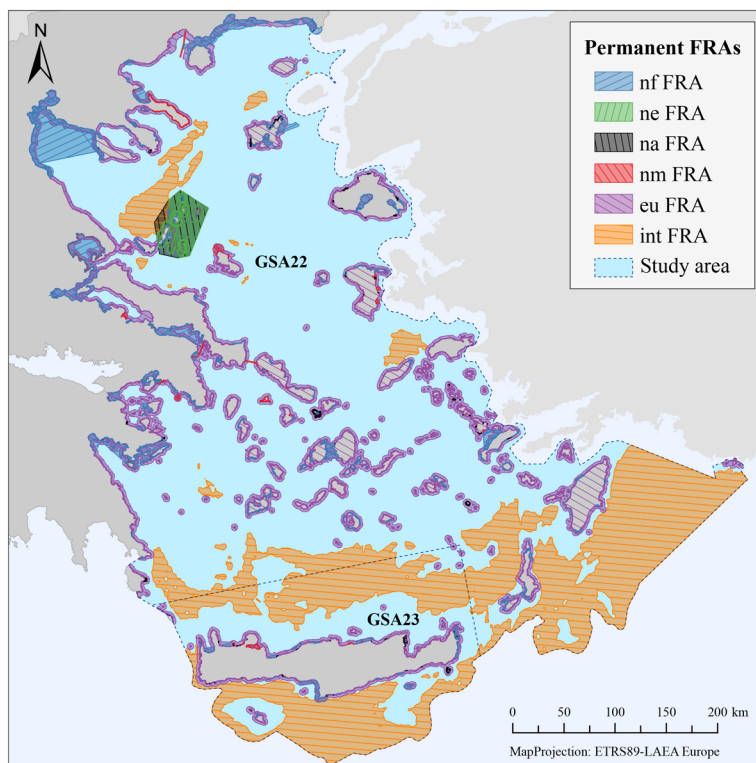 N
Permanent FRAs
nf FRA
ne FRA
na FRA
nm FRA
eu FRA
int FRA
Study area
GSA22
GSA23
0 50 100 150 200 km
MapProjection: ETRS89-LAEA Europe